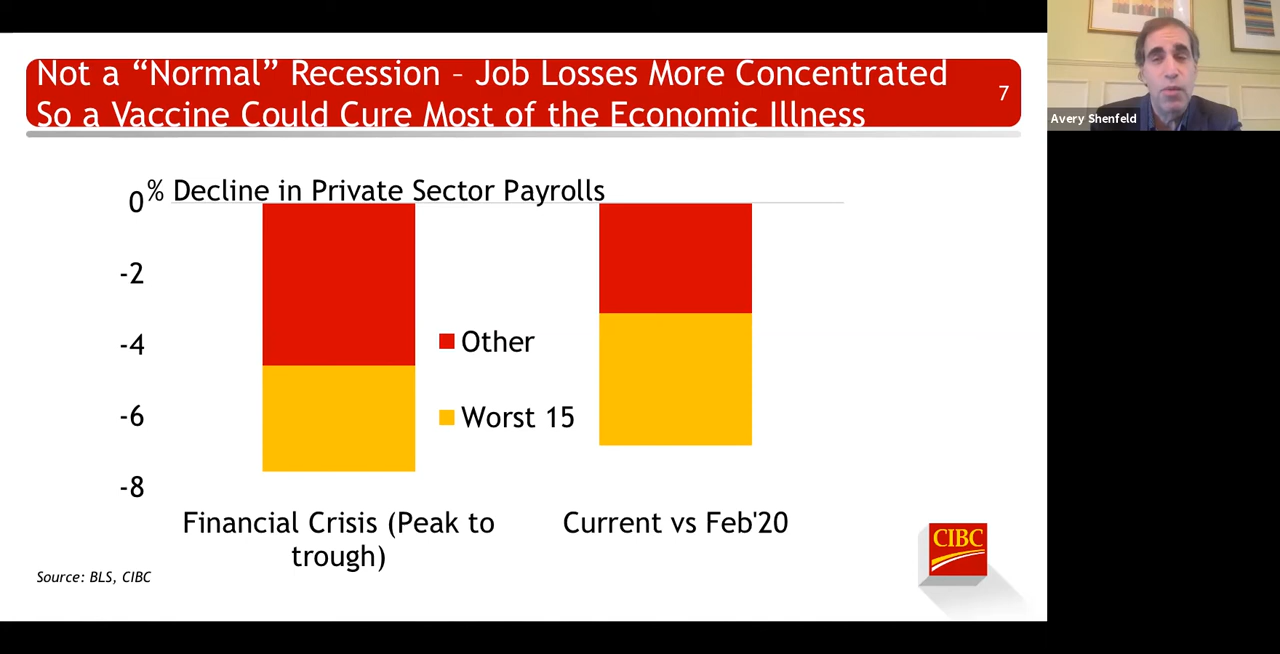 Not a “Normal” Recession – Job Losses More Concentrated
So a Vaccine Could Cure Most of the Economic Illness
7
Avery Shenfeld
% Decline in Private Sector Payrolls
0
-2
-4
-6
-8
Other
Worst 15
Financial Crisis (Peak to
trough)
Current vs Feb'20
CIBC
Source: BLS, CIBC